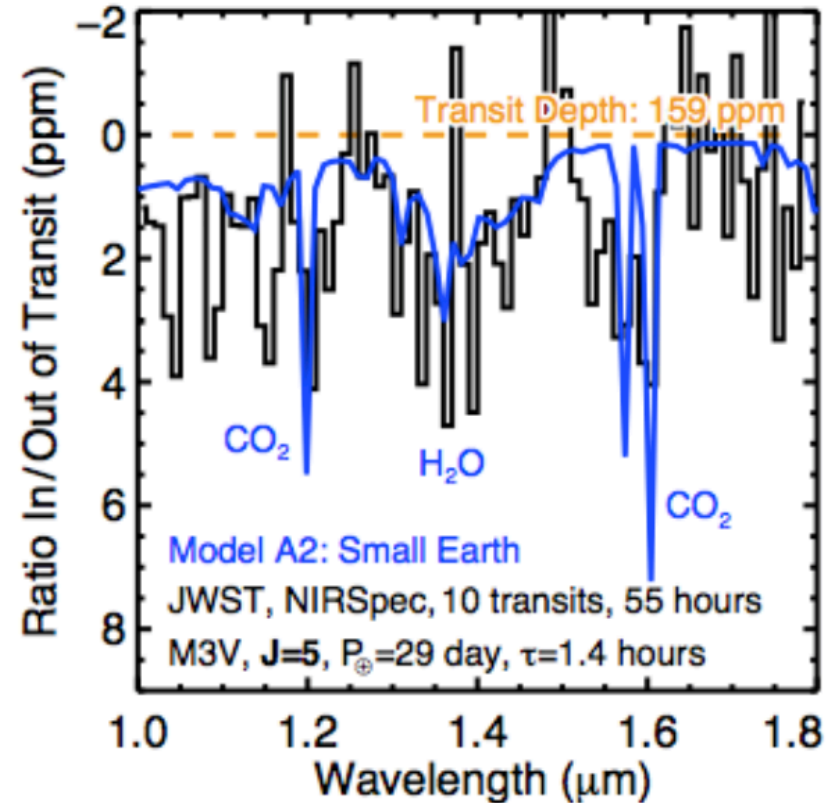 Ratio In/Out of Transit (ppm)
−2
0
2
4
6
8
Transit Depth: 159 ppm
CO₂
H₂O
CO₂
Model A2: Small Earth
JWST, NIRSpec, 10 transits, 55 hours
M3V, J=5, P⊕=29 day, τ=1.4 hours
1.0 1.2 1.4 1.6 1.8
Wavelength (μm)